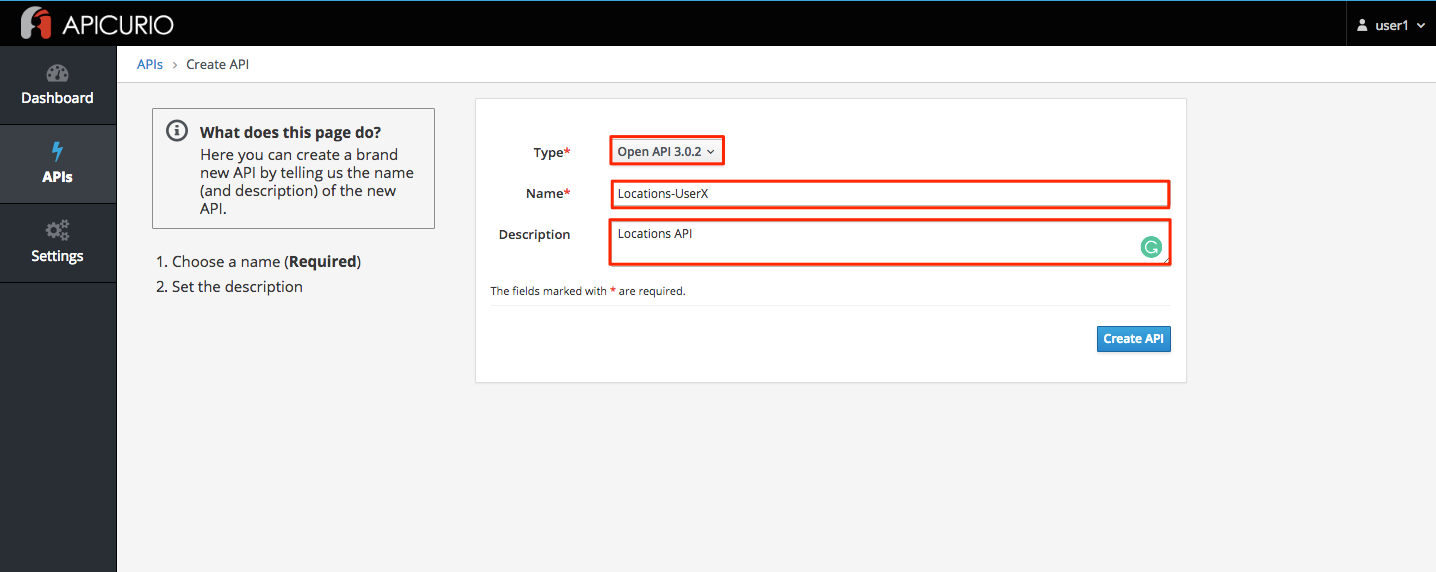 APICURIO
user1
Dashboard
APIs
Settings
APIs > Create API
What does this page do?
Here you can create a brand
new API by telling us the name
(and description) of the new
API.
1. Choose a name (Required)
2. Set the description
Type* Open API 3.0.2
Name* Locations-UserX
Description Locations API
The fields marked with * are required.
Create API